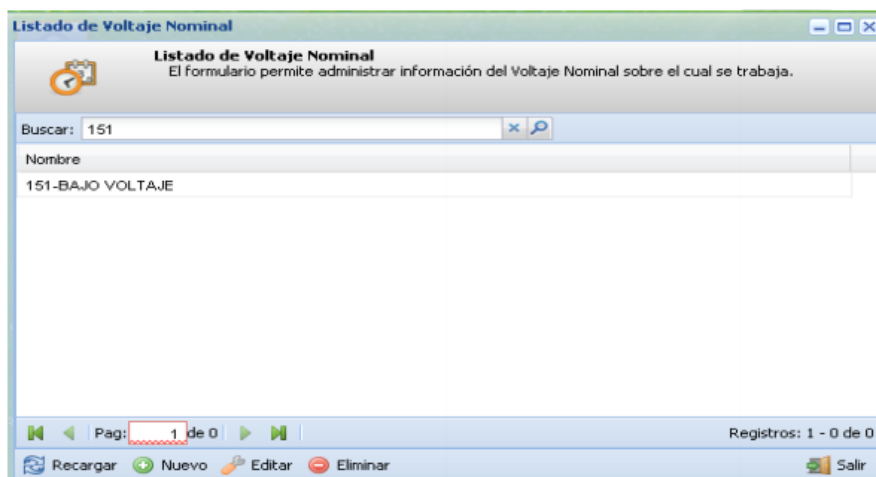 Listado de Voltaje Nominal
Listado de Voltaje Nominal
El formulario permite administrar información del Voltaje Nominal sobre el cual se trabaja.
Buscar: 151
Nombre
151-BAJO VOLTAJE
Pag: 1 de 0 Registros: 1 - 0 de 0
Recargar Nuevo Editar Eliminar Salir